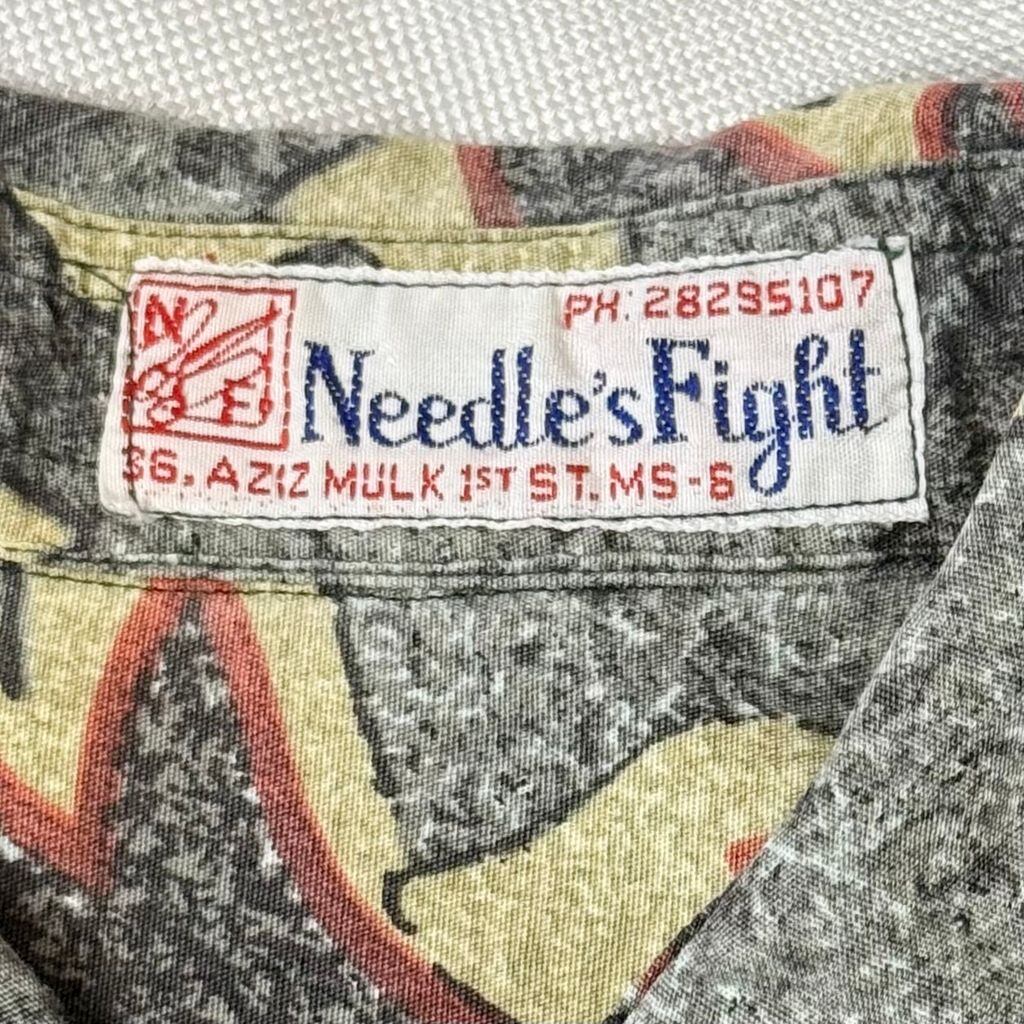 N
F
PH: 28295107
Needle's Fight
36, AZIZ MULK 1ST ST. MS-6